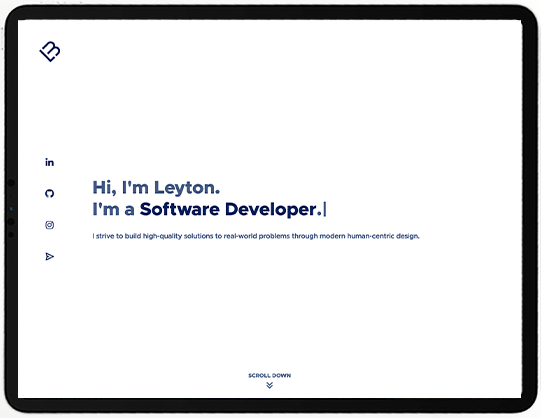 Hi, I'm Leyton.
I'm a Software Developer.|
I strive to build high-quality solutions to real-world problems through modern human-centric design.
SCROLL DOWN